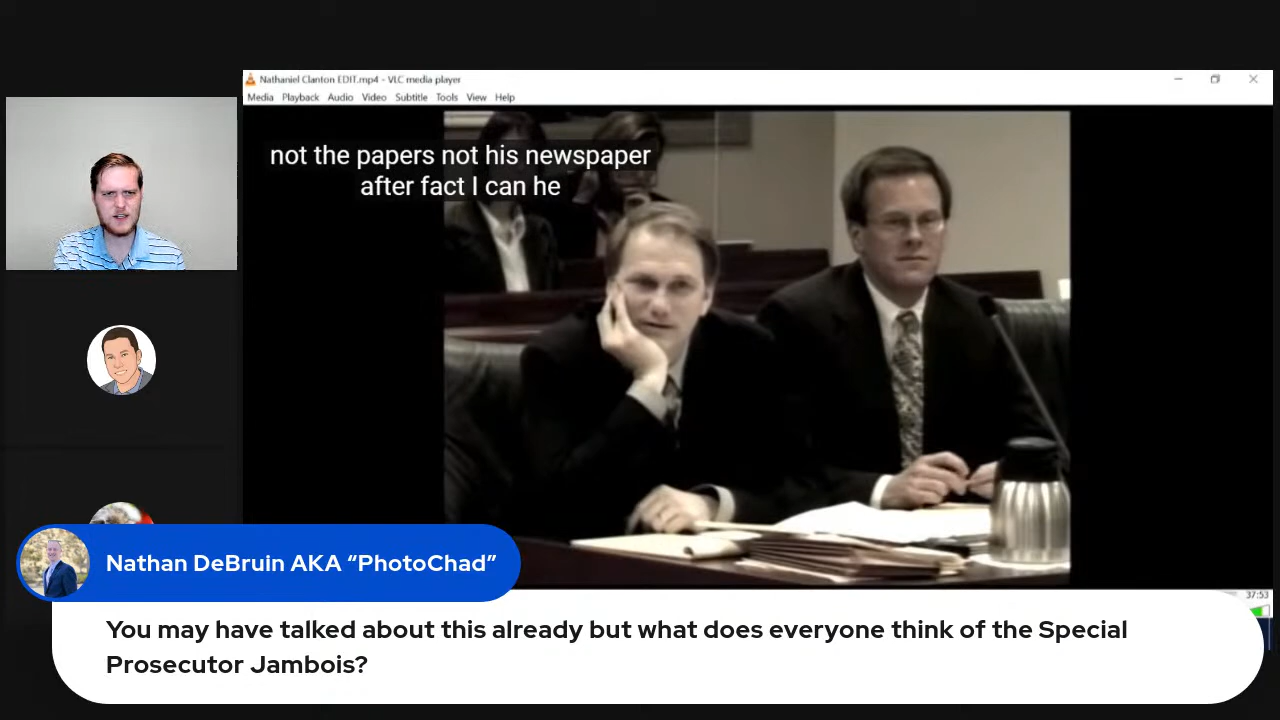 Nathaniel Clanton EDIT.mp4 - VLC media player
Media Playback Audio Video Subtitle Tools View Help
not the papers not his newspaper
after fact I can he
37:53
Nathan DeBruin AKA “PhotoChad”
You may have talked about this already but what does everyone think of the Special
Prosecutor Jambois?